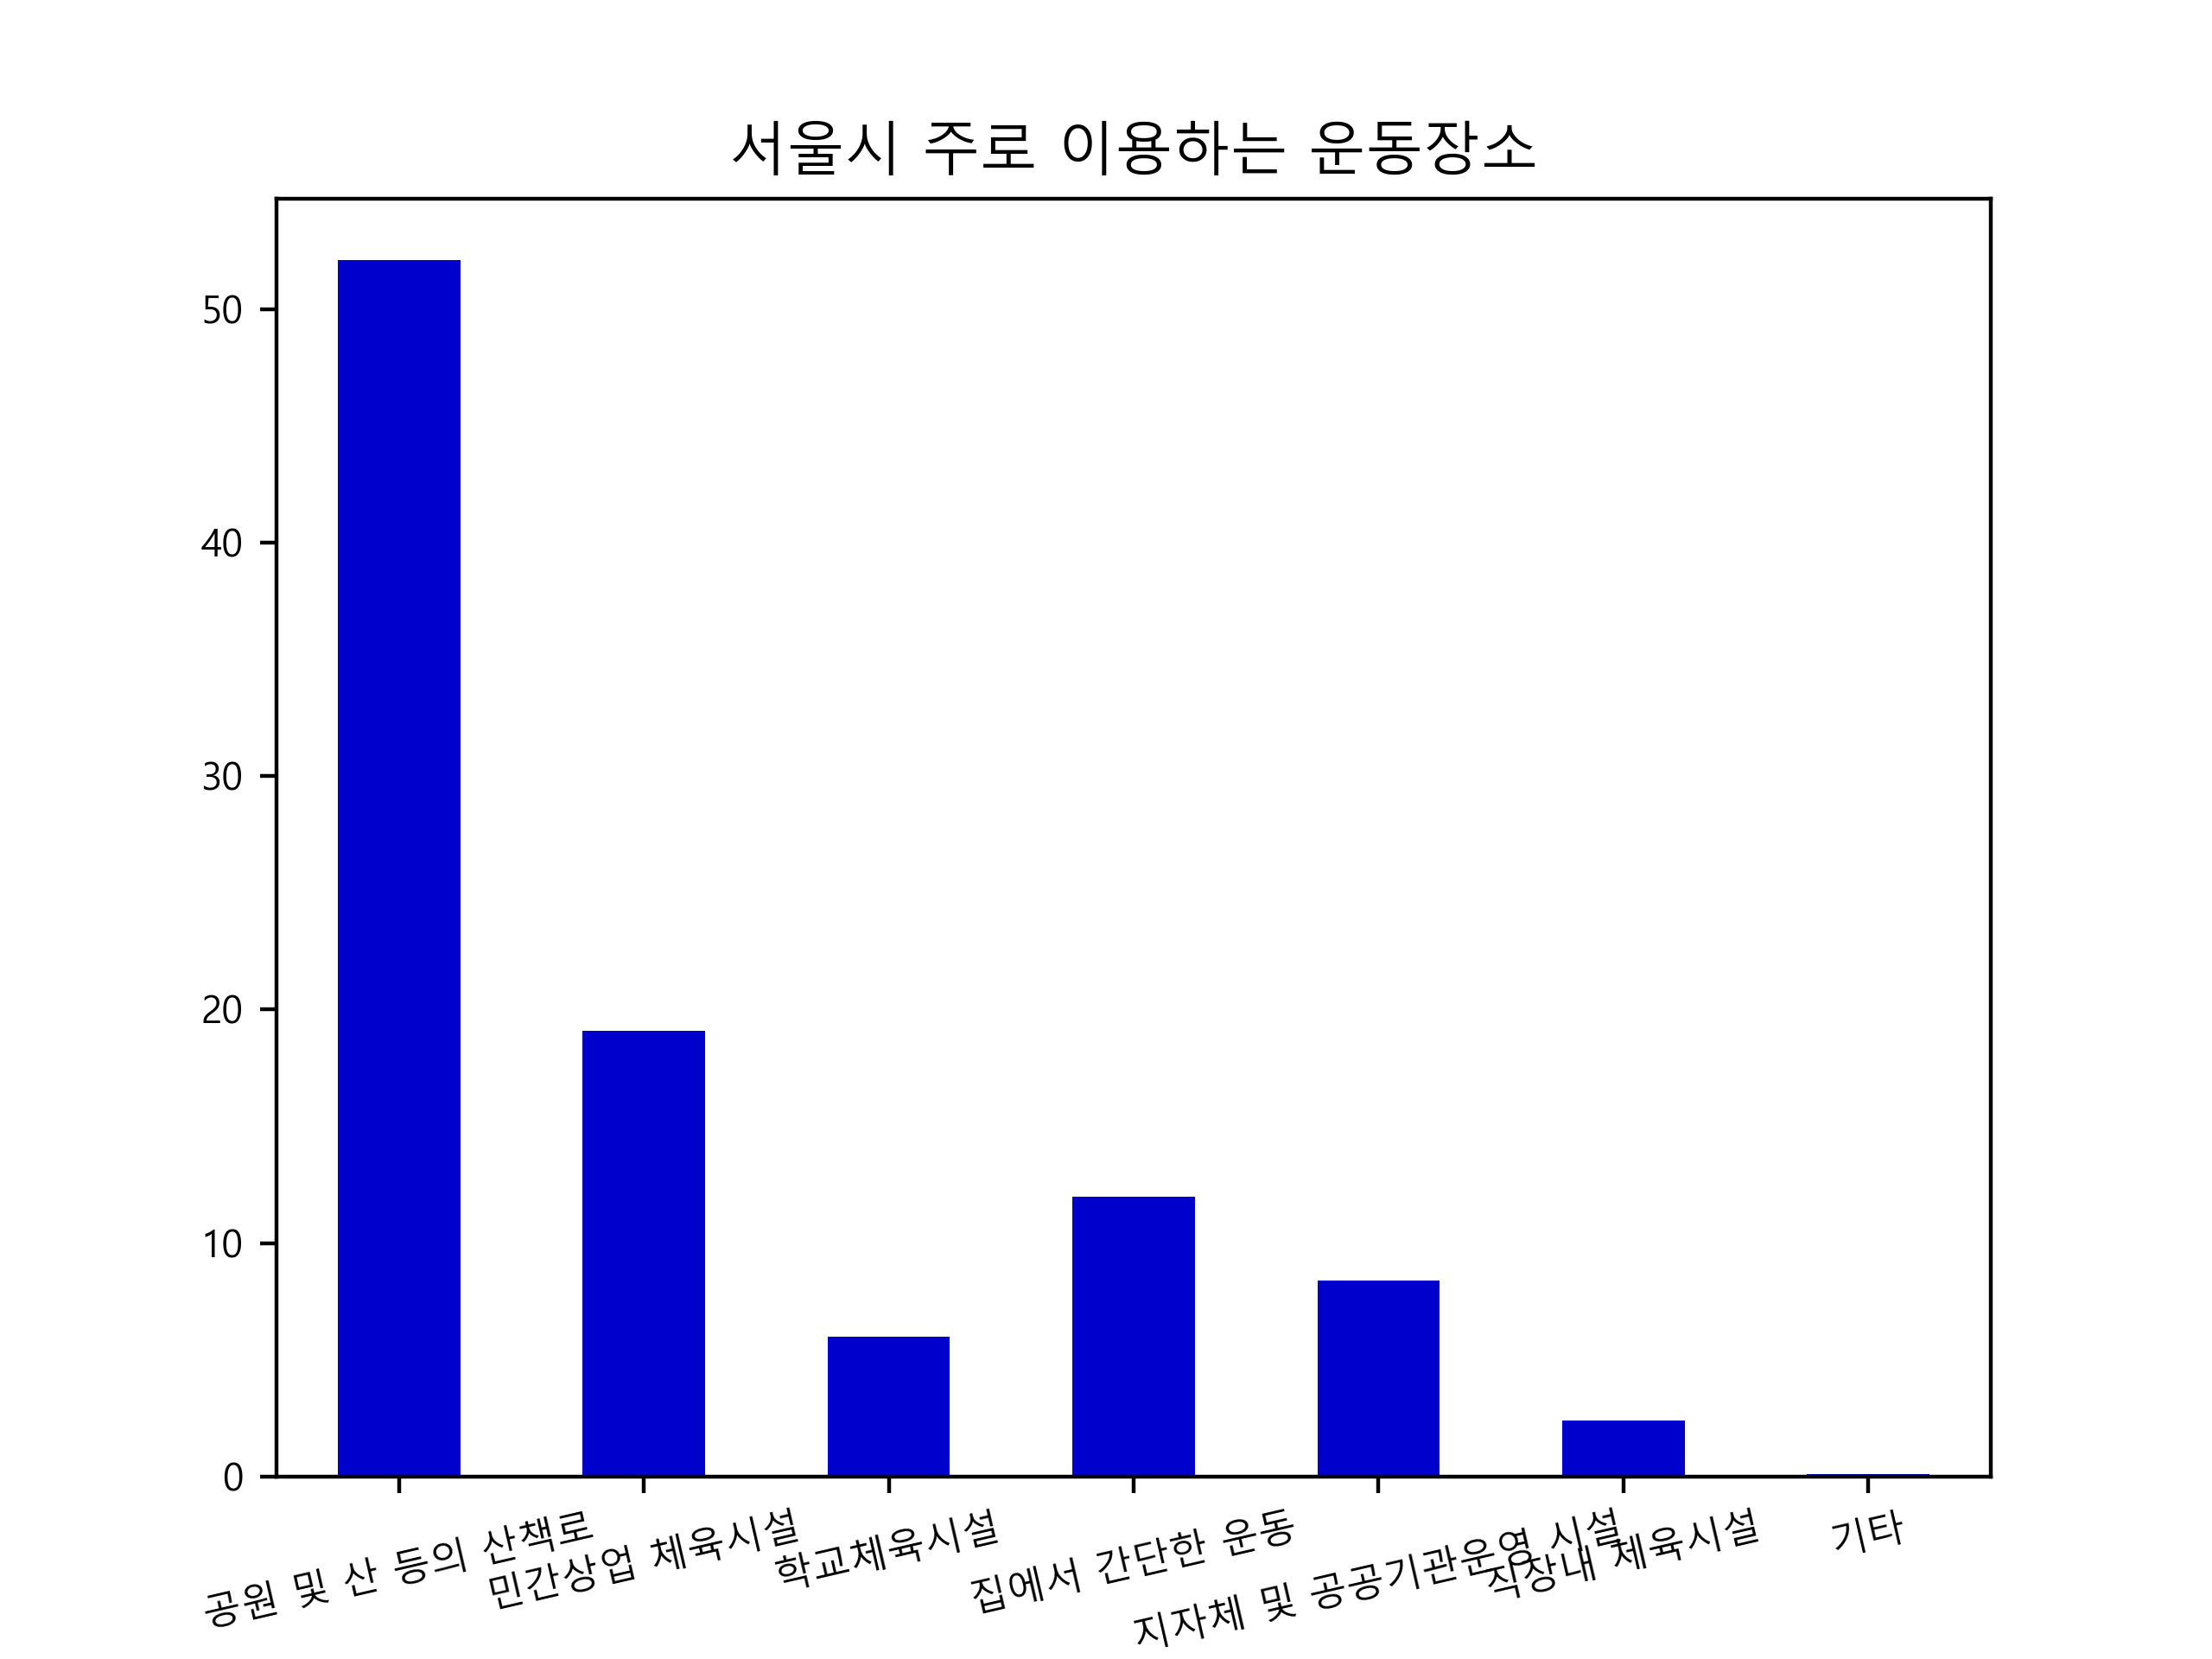 서울시 주로 이용하는 운동장소
50
40
30
20
10
0
공원 및 산 등의 산책로
민간상업 체육시설
학교체육시설
집에서 간단한 운동
지자체 및 공공기관운영 시설
직장내 체육시설
기타